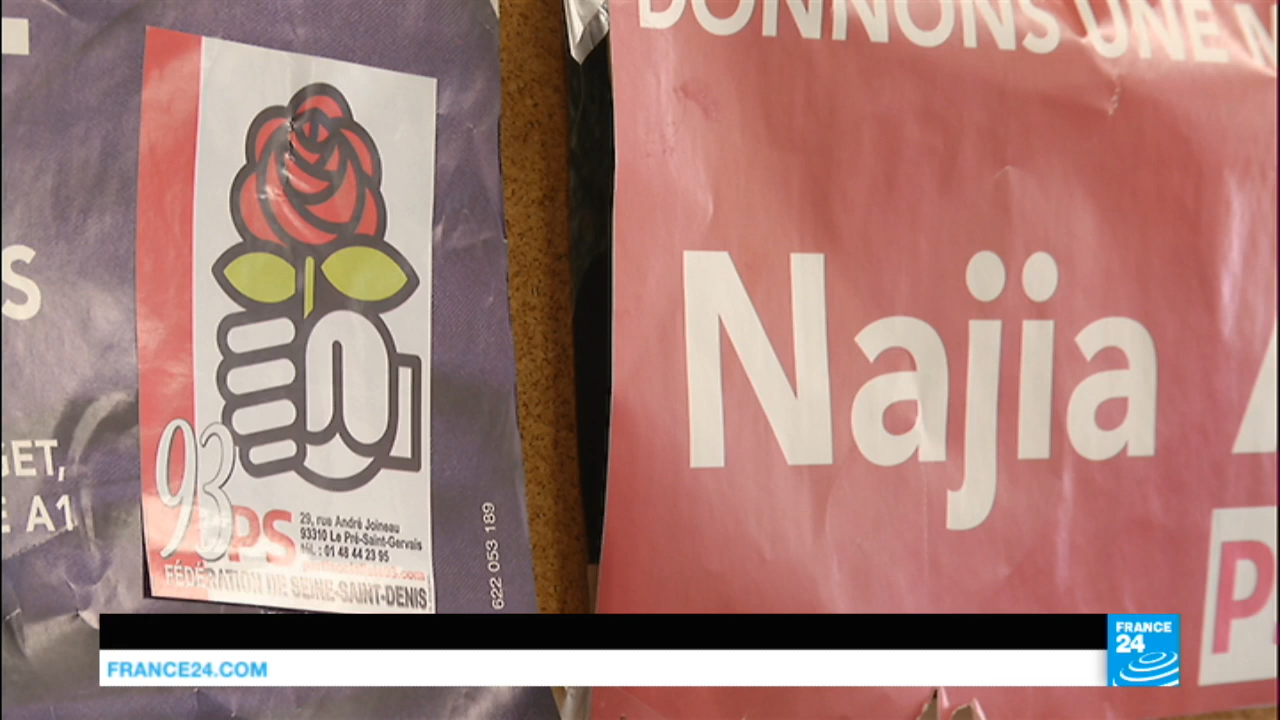 S
GET,
E A1
93
PS
29, rue André Joineau
93310 Le Pré-Saint-Gervais
tél. : 01 48 44 23 95
FÉDÉRATION DE SEINE-SAINT-DENIS
622 053 189
DONNONS UNE
Najia
P
FRANCE24.COM
FRANCE
24